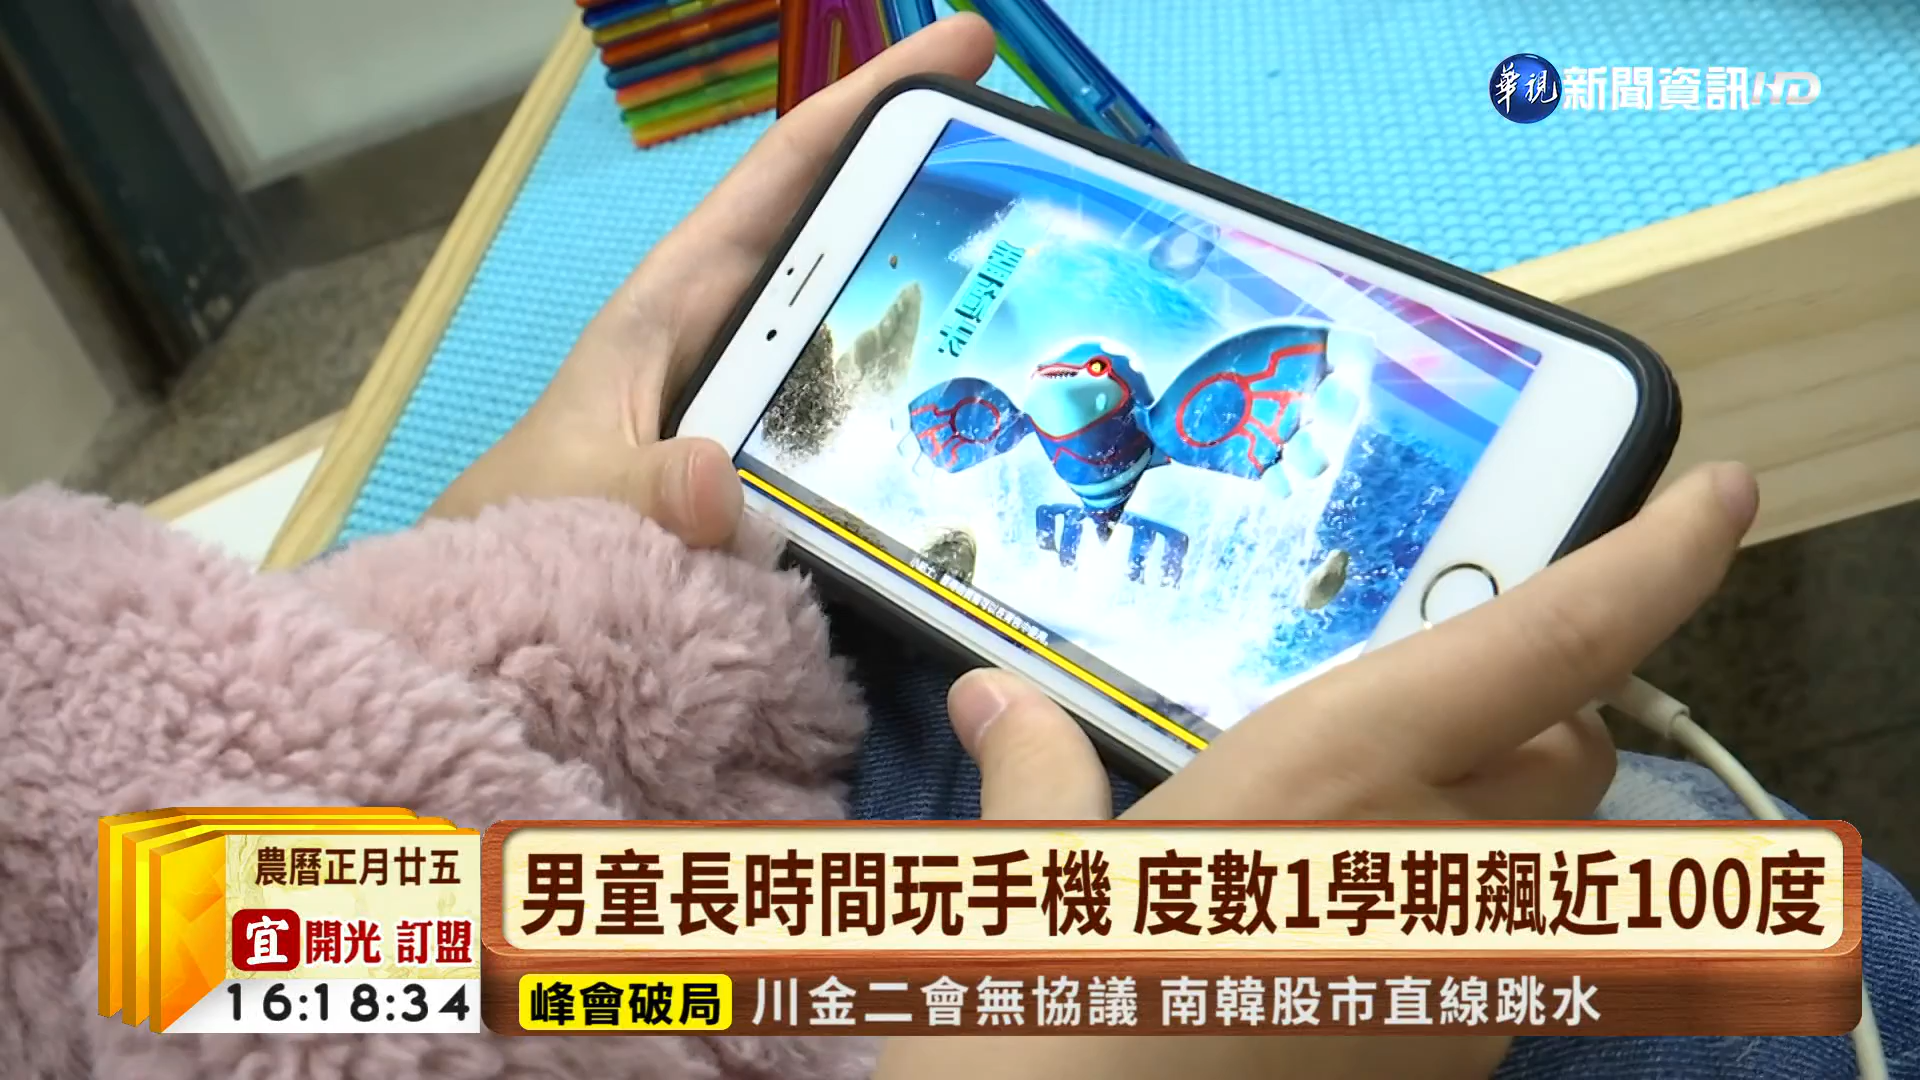 華視新聞資訊HD
農曆正月廿五
宜 開光 訂盟
16:18:34
男童長時間玩手機 度數1學期飆近100度
峰會破局 川金二會無協議 南韓股市直線跳水